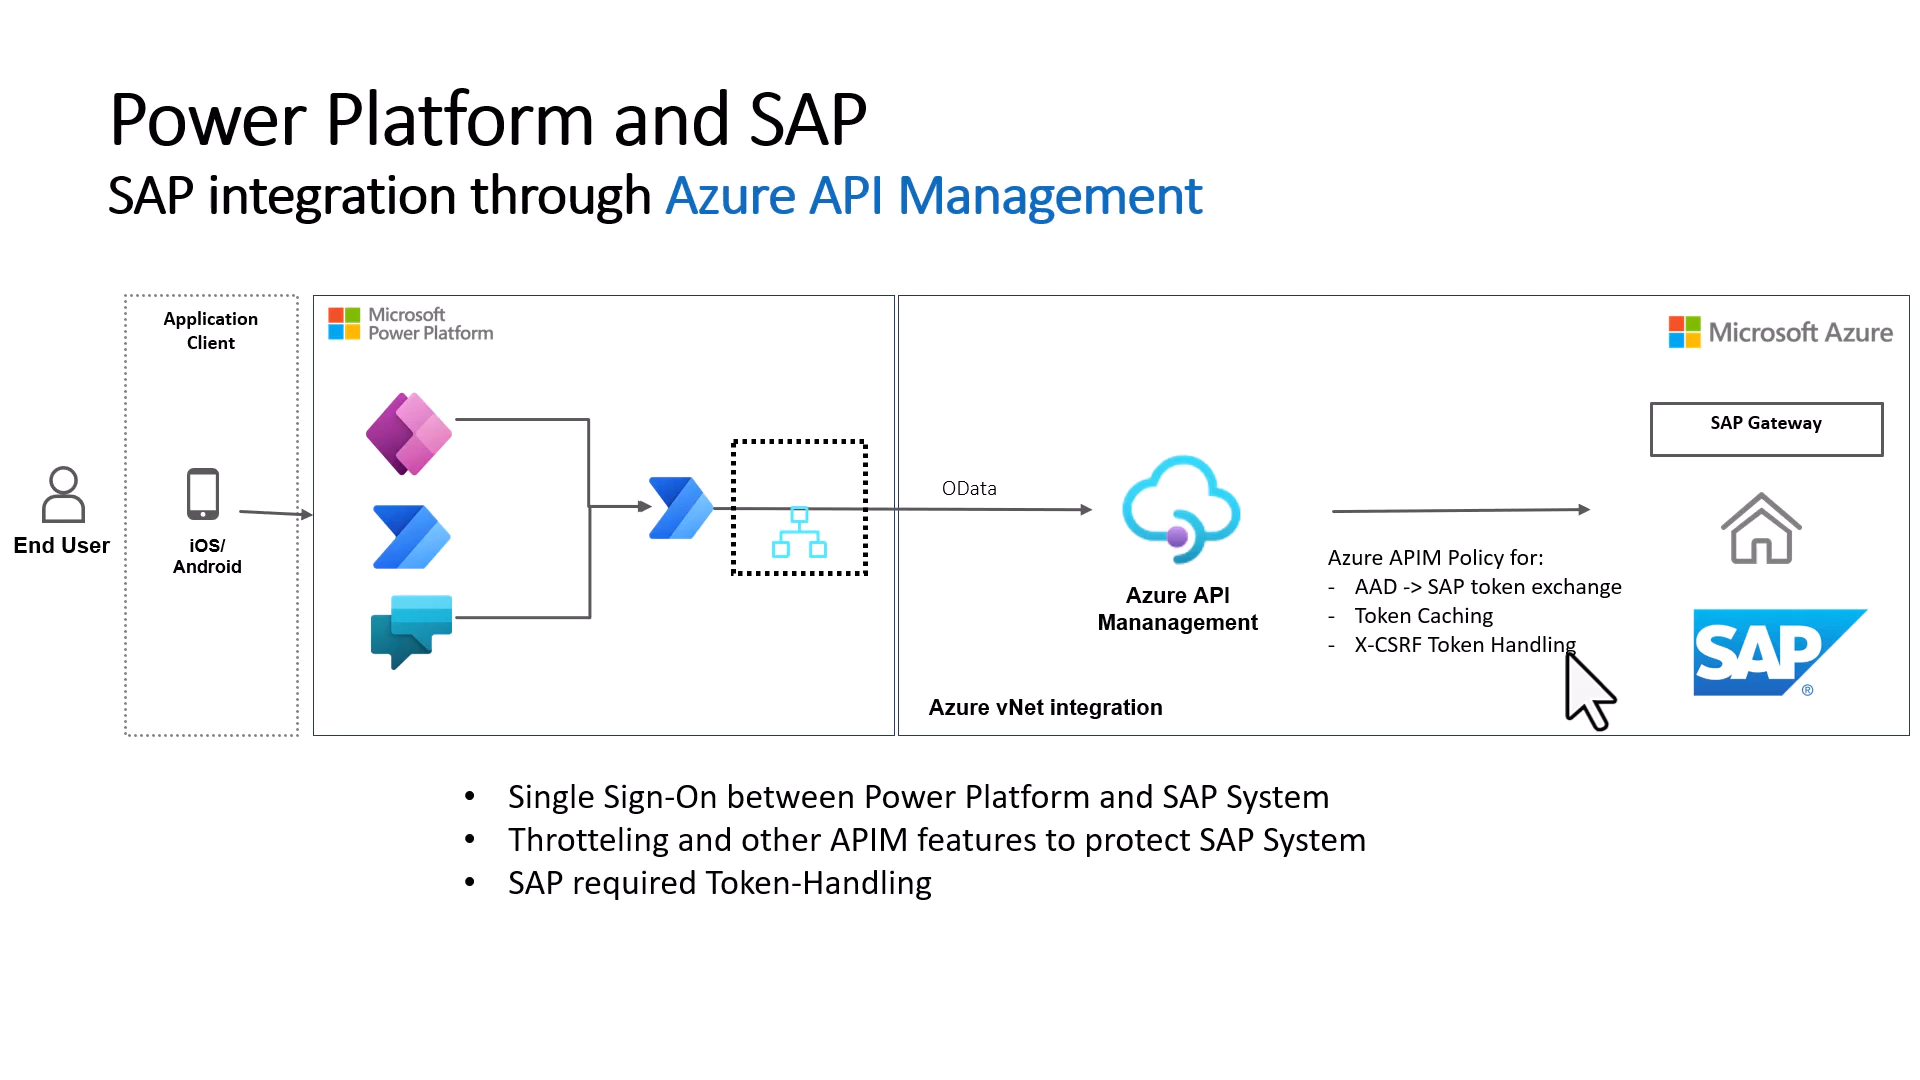 Power Platform and SAP
SAP integration through Azure API Management
Application
Client
Microsoft
Power Platform
Microsoft Azure
SAP Gateway
OData
End User
iOS/
Android
Azure API
Mananagement
Azure APIM Policy for:
- AAD -> SAP token exchange
- Token Caching
- X-CSRF Token Handling
SAP
®
Azure vNet integration
• Single Sign-On between Power Platform and SAP System
• Throtteling and other APIM features to protect SAP System
• SAP required Token-Handling